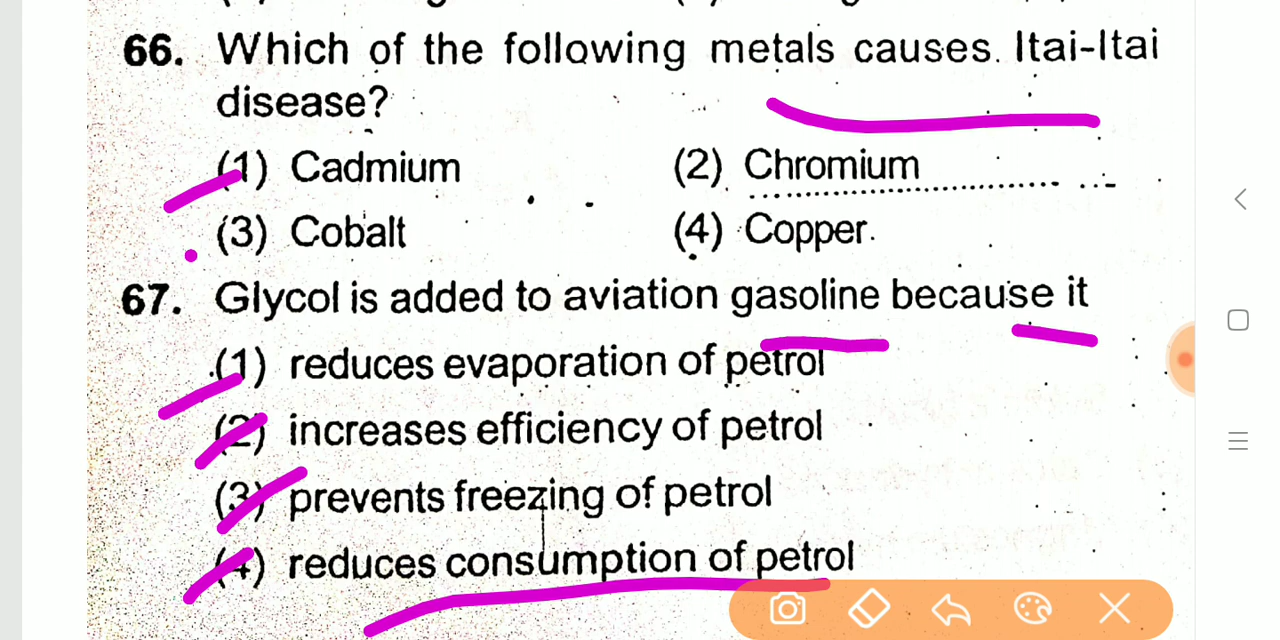 66. Which of the following metals causes. Itai-Itai
disease?
(1) Cadmium (2) Chromium
(3) Cobalt (4) Copper.
67. Glycol is added to aviation gasoline because it
(1) reduces evaporation of petrol
(2) increases efficiency of petrol
(3) prevents freezing of petrol
(4) reduces consumption of petrol